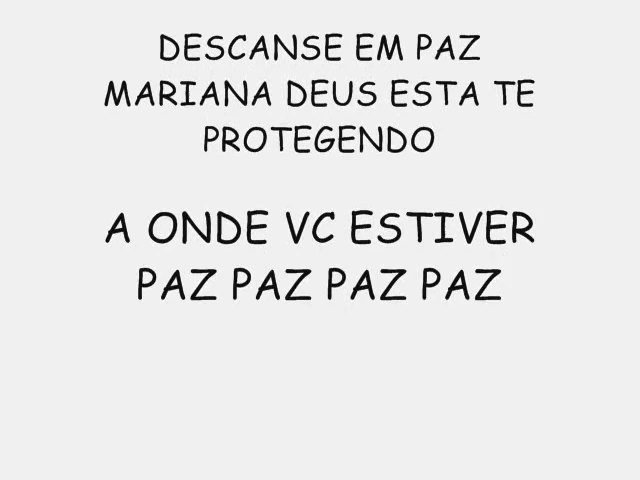 DESCANSE EM PAZ
MARIANA DEUS ESTA TE
PROTEGENDO
A ONDE VC ESTIVER
PAZ PAZ PAZ PAZ